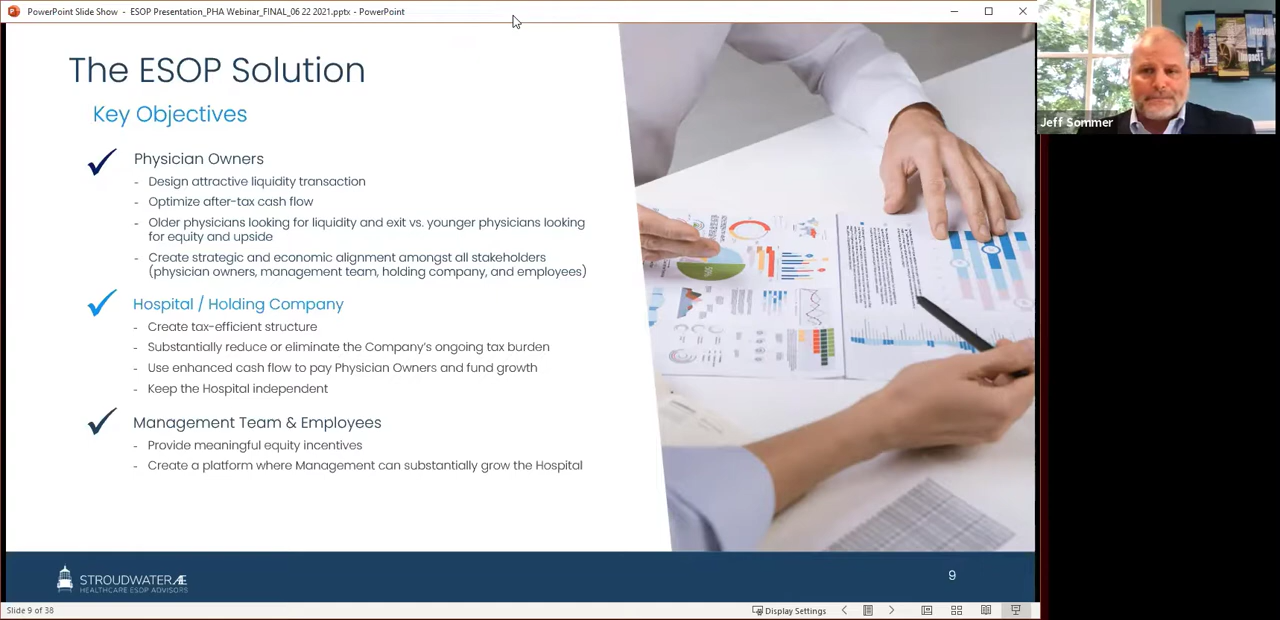 PowerPoint Slide Show - ESOP Presentation_PHA Webinar_FINAL_06 22 2021.pptx - PowerPoint
The ESOP Solution
Key Objectives
Physician Owners
- Design attractive liquidity transaction
- Optimize after-tax cash flow
- Older physicians looking for liquidity and exit vs. younger physicians looking
for equity and upside
- Create strategic and economic alignment amongst all stakeholders
(physician owners, management team, holding company, and employees)
Hospital / Holding Company
- Create tax-efficient structure
- Substantially reduce or eliminate the Company's ongoing tax burden
- Use enhanced cash flow to pay Physician Owners and fund growth
- Keep the Hospital independent
Management Team & Employees
- Provide meaningful equity incentives
- Create a platform where Management can substantially grow the Hospital
STROUDWATER
HEALTHCARE ESOP ADVISORS
9
Slide 9 of 38
Display Settings
Jeff Sommer